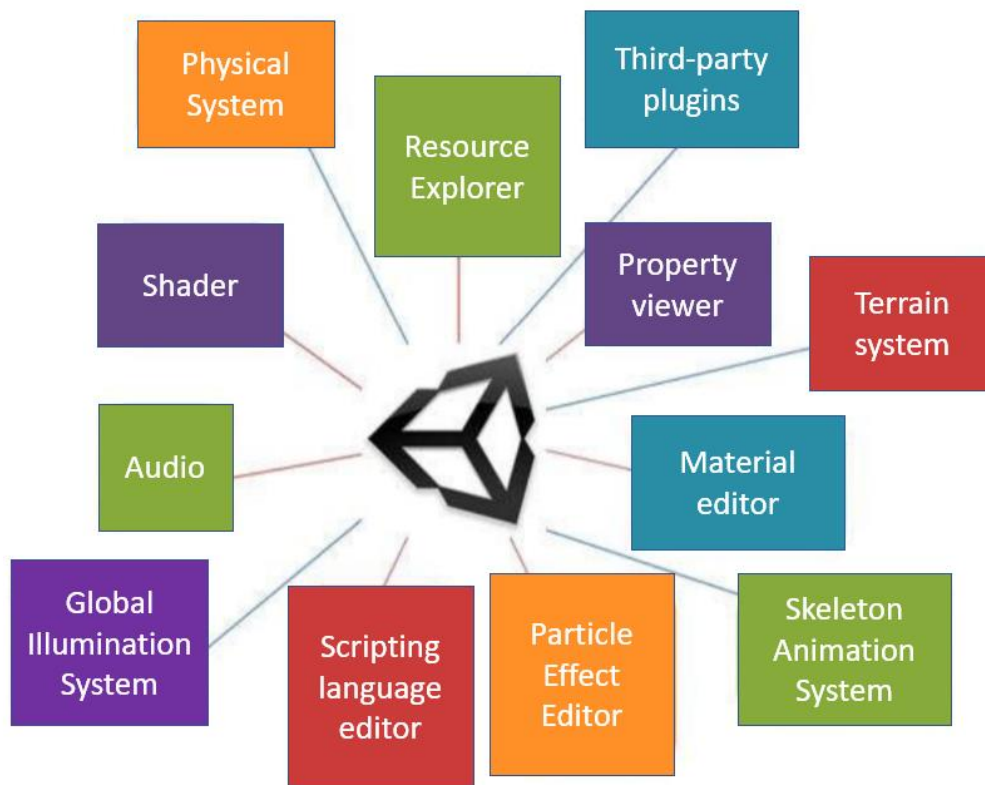 Physical
System
Third-party
plugins
Resource
Explorer
Shader
Property
viewer
Terrain
system
Audio
Material
editor
Global
Illumination
System
Scripting
language
editor
Particle
Effect
Editor
Skeleton
Animation
System